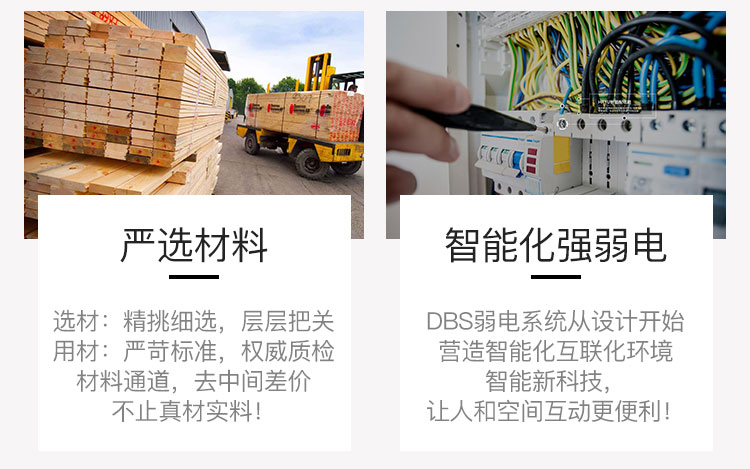 严选材料
选材：精挑细选，层层把关
用材：严苛标准，权威质检
材料通道，去中间差价
不止真材实料！
智能化强弱电
DBS弱电系统从设计开始
营造智能化互联化环境
智能新科技，
让人和空间互动更便利！